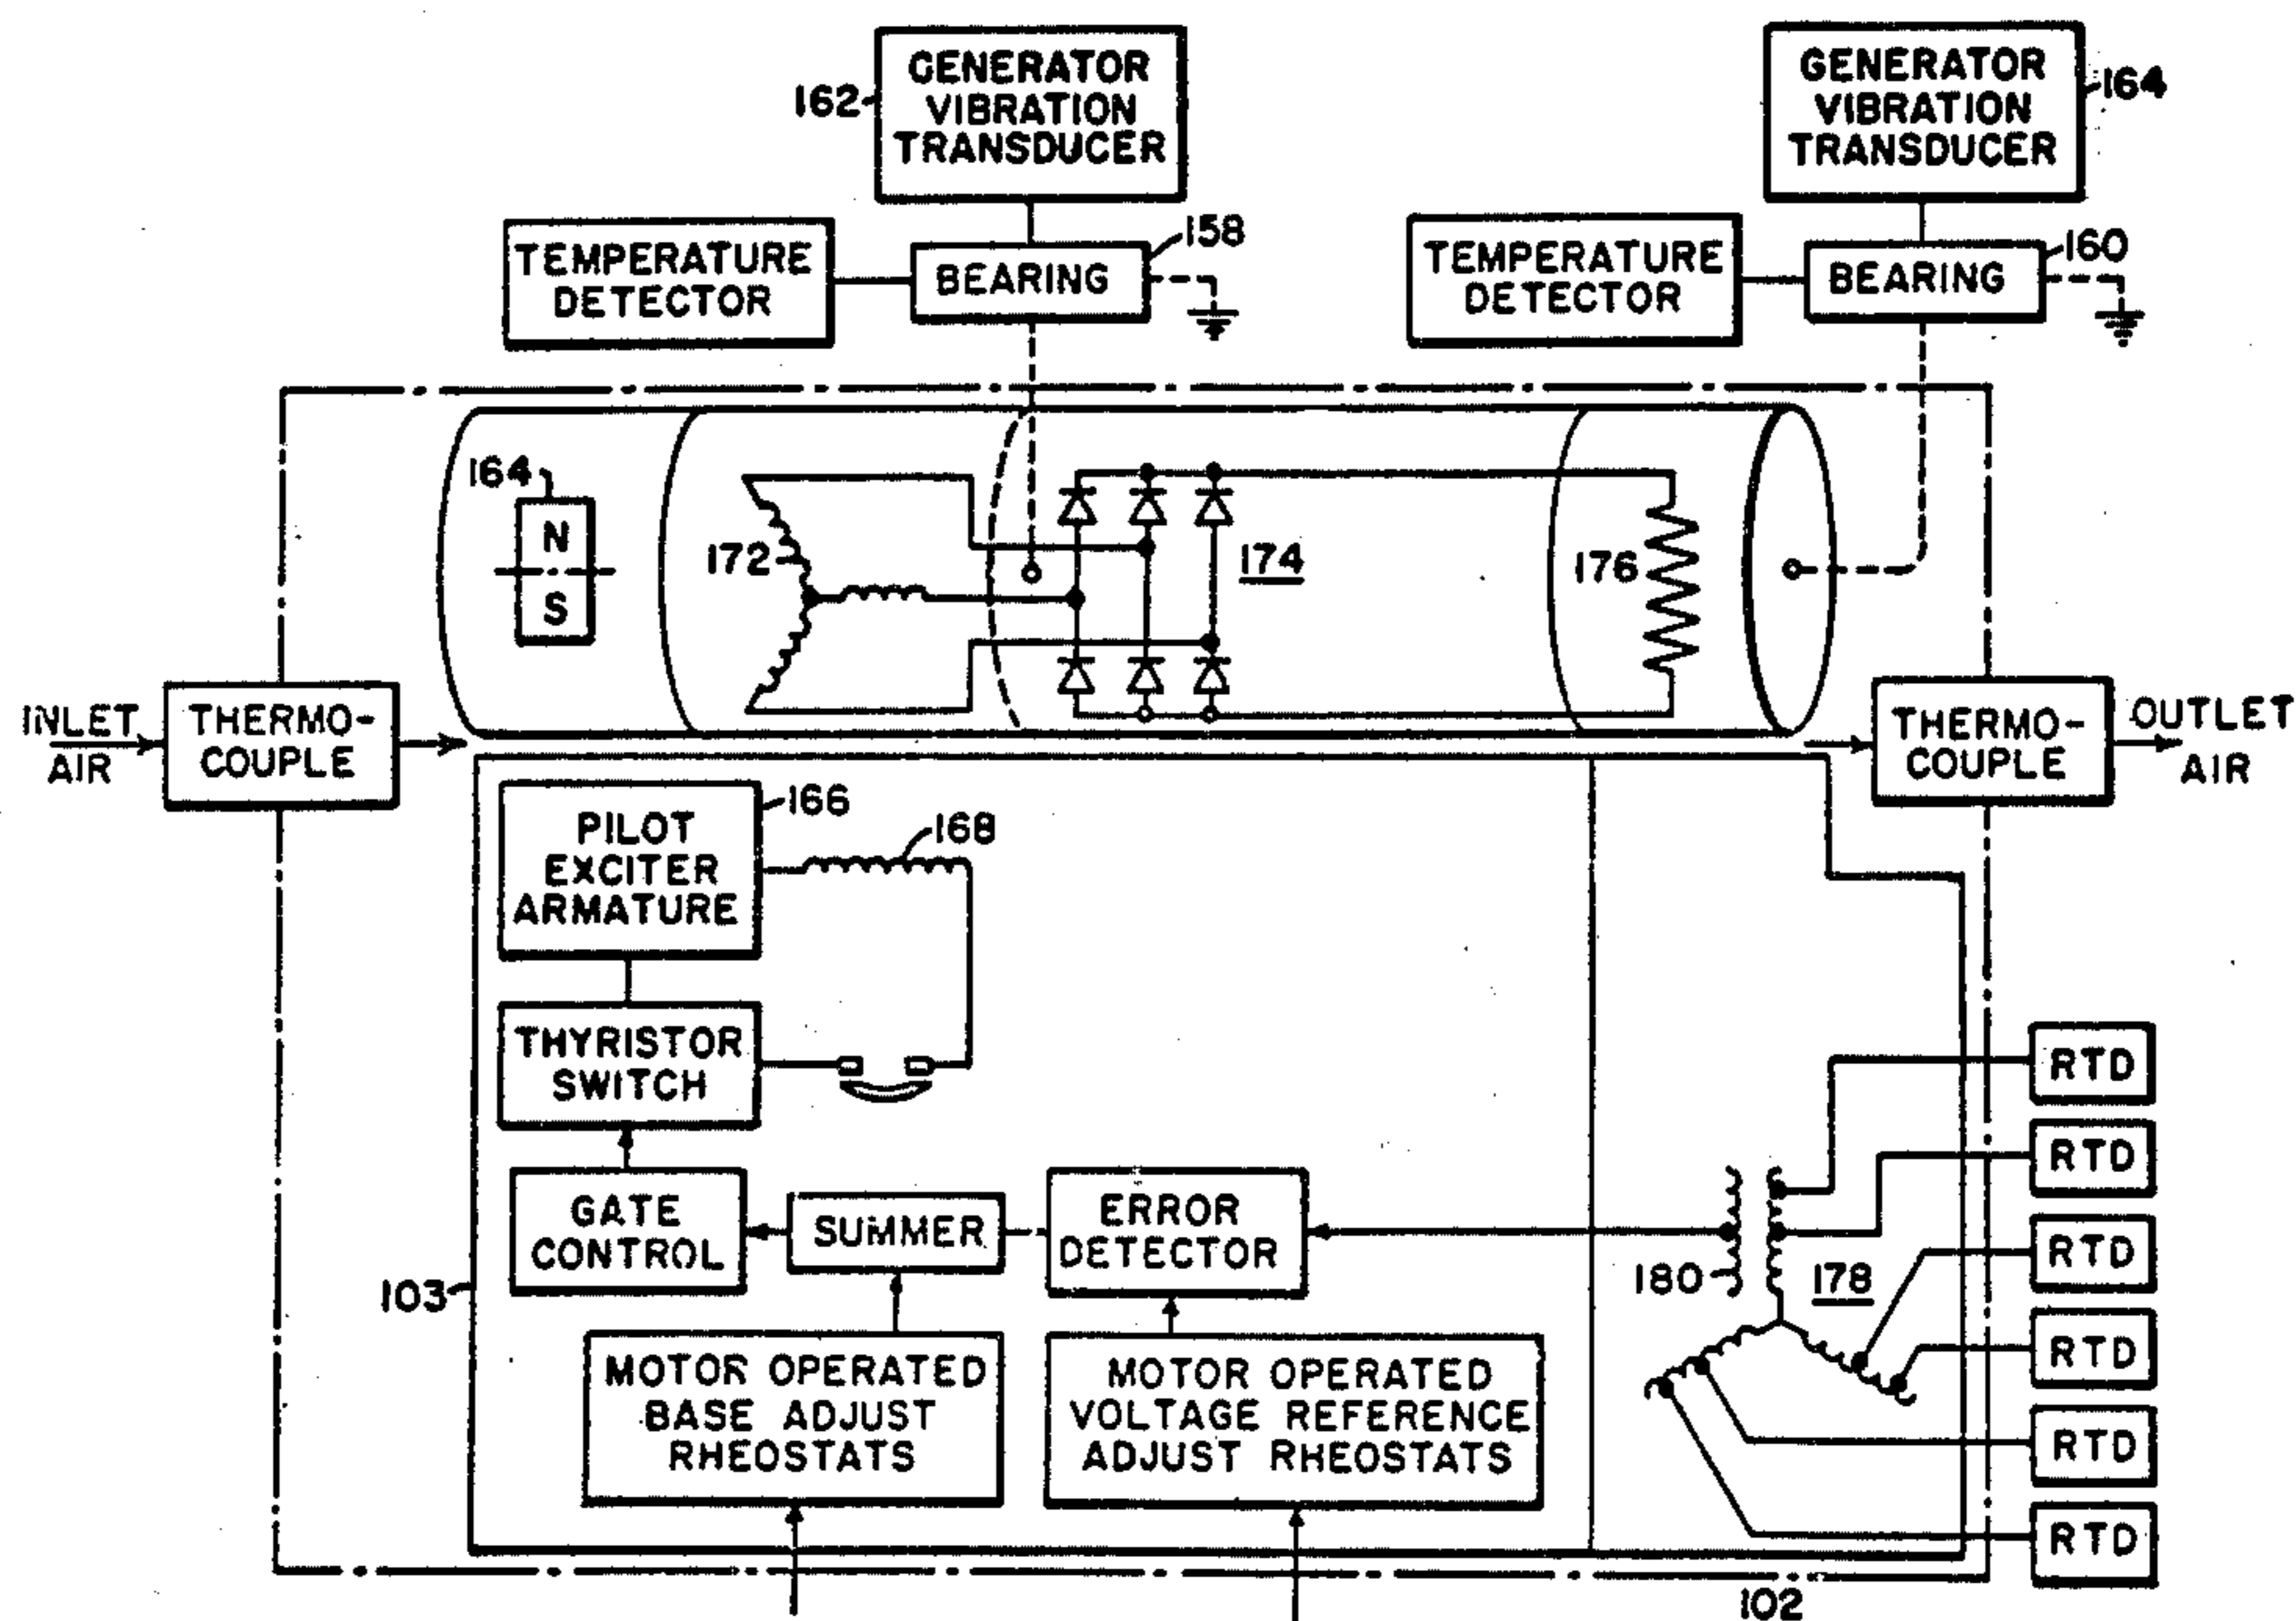 GENERATOR
VIBRATION
TRANSDUCER
162
GENERATOR
VIBRATION
TRANSDUCER
164
TEMPERATURE
DETECTOR
BEARING
158
TEMPERATURE
DETECTOR
BEARING
160
164
N
S
172
174
176
INLET
AIR
THERMO-
COUPLE
THERMO-
COUPLE
OUTLET
AIR
PILOT
EXCITER
ARMATURE
166
168
THYRISTOR
SWITCH
GATE
CONTROL
SUMMER
ERROR
DETECTOR
103
180
178
RTD
RTD
RTD
RTD
RTD
RTD
MOTOR OPERATED
BASE ADJUST
RHEOSTATS
MOTOR OPERATED
VOLTAGE REFERENCE
ADJUST RHEOSTATS
102